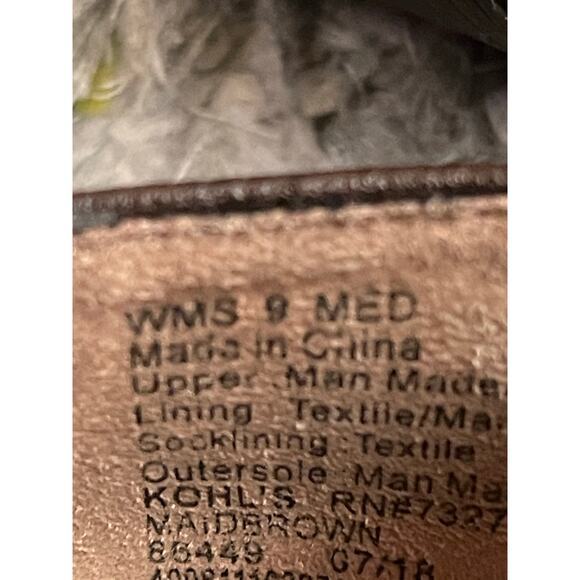 WMS 9 MED
Made in China
Upper :Man Made
Lining : Textile/Ma
Socklining :Textile
Outersole :Man Ma
KOHL'S RN#7327
MAIDBROWN
86449 07/18